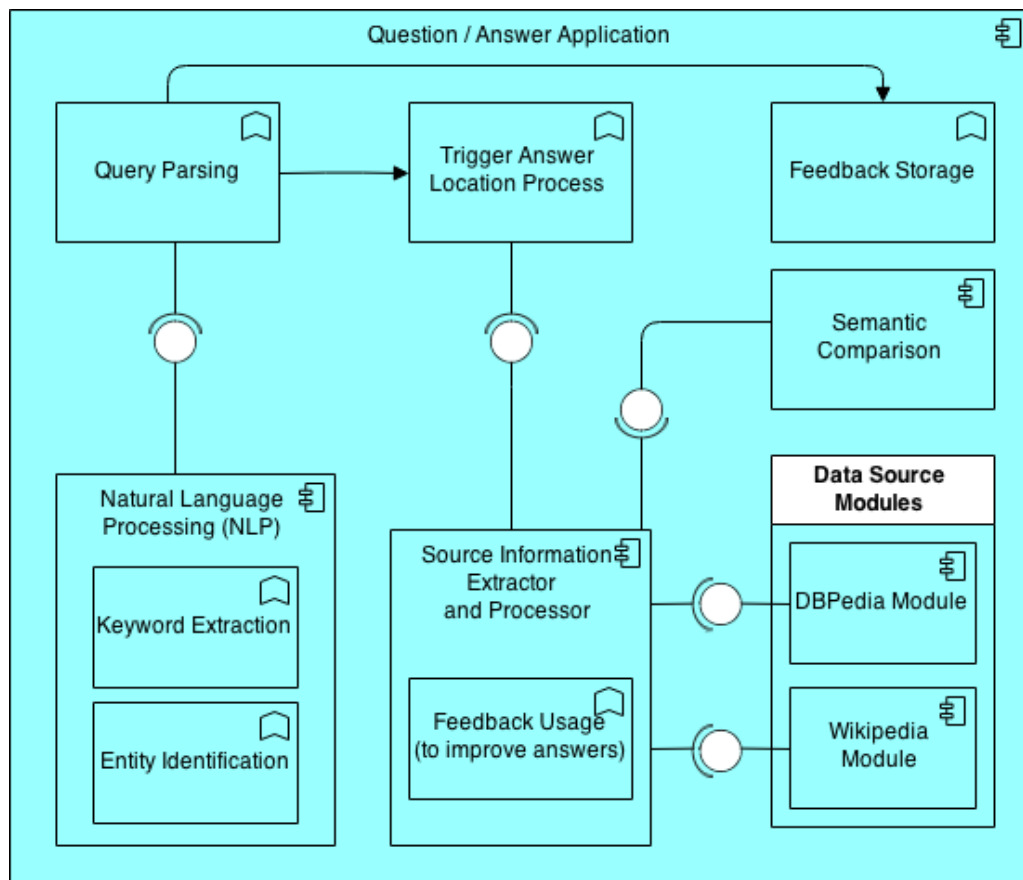 Question / Answer Application
Query Parsing
Trigger Answer
Location Process
Feedback Storage
Semantic
Comparison
Natural Language
Processing (NLP)
Keyword Extraction
Entity Identification
Source Information
Extractor
and Processor
Feedback Usage
(to improve answers)
Data Source
Modules
DBPedia Module
Wikipedia
Module